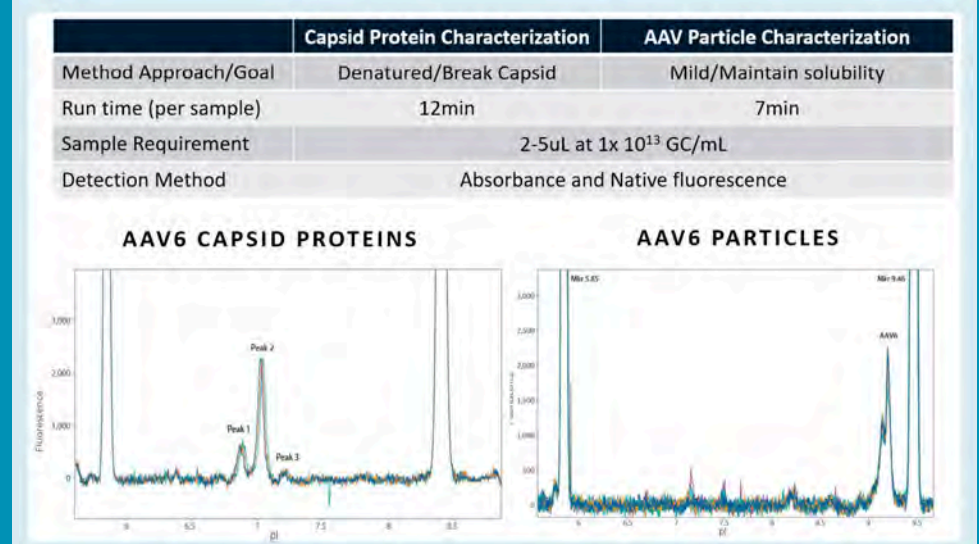 Capsid Protein Characterization AAV Particle Characterization
Method Approach/Goal Denatured/Break Capsid Mild/Maintain solubility
Run time (per sample) 12min 7min
Sample Requirement 2-5uL at 1x 10¹³ GC/mL
Detection Method Absorbance and Native fluorescence
AAV6 CAPSID PROTEINS
3,000
2,000
1,000
0
Fluorescence
Peak 1
Peak 2
Peak 3
6 6.5 7 7.5 8 8.5
pI
AAV6 PARTICLES
Mkr 5.85 Mkr 9.46
AAV6
3,000
2,500
2,000
1,500
1,000
500
0
6 6.5 7 7.5 8 8.5 9 9.5
pI